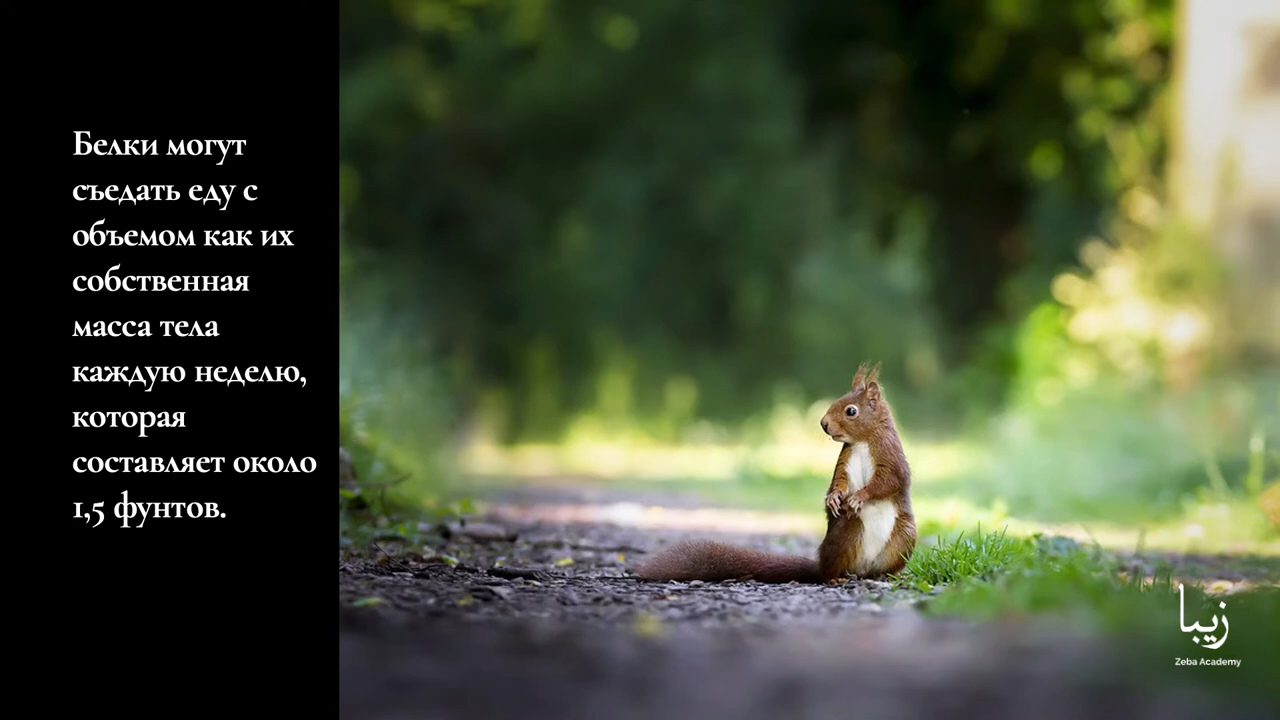 Белки могут
съедать еду с
объемом как их
собственная
масса тела
каждую неделю,
которая
составляет около
1,5 фунтов.
زیبا
Zeba Academy